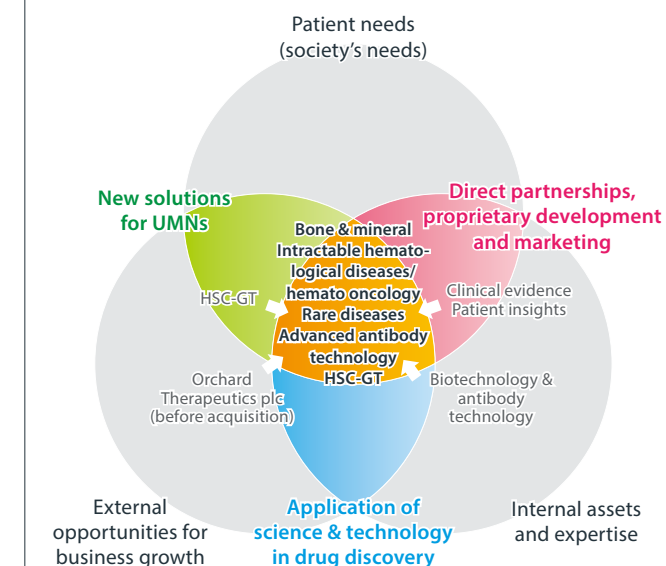 Patient needs
(society's needs)
New solutions
for UMNs
Direct partnerships,
proprietary development
and marketing
Bone & mineral
Intractable hemato-
logical diseases/
hemato oncology
Rare diseases
Advanced antibody
technology
HSC-GT
HSC-GT
Clinical evidence
Patient insights
Orchard
Therapeutics plc
(before acquisition)
Biotechnology &
antibody
technology
External
opportunities for
business growth
Application of
science & technology
in drug discovery
Internal assets
and expertise